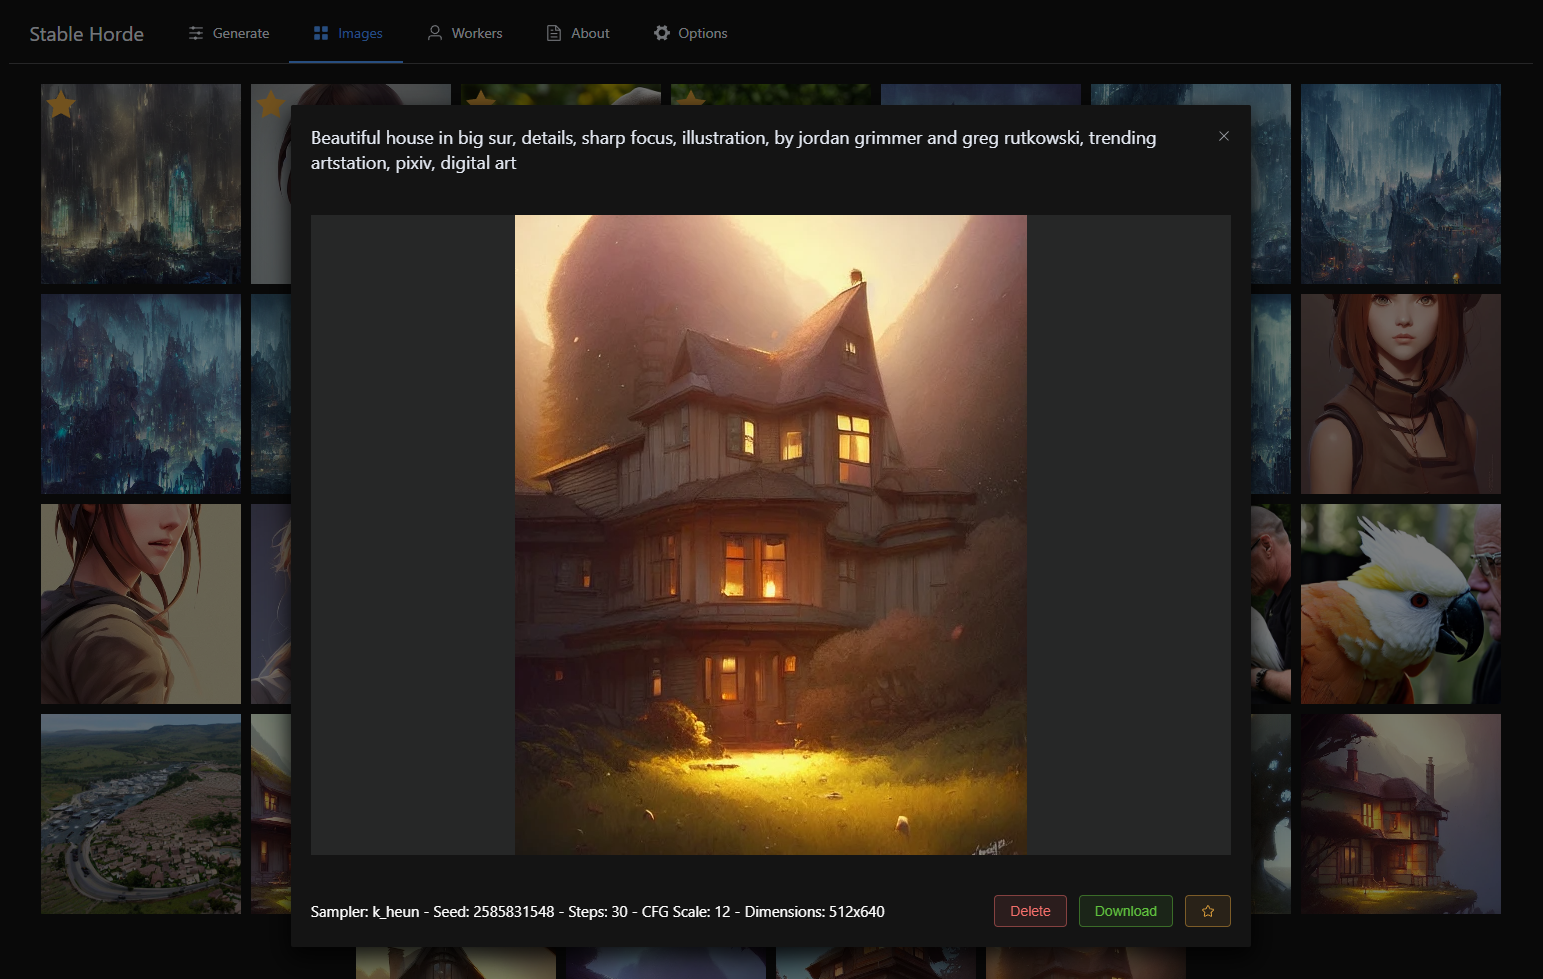 Stable Horde
Generate
Images
Workers
About
Options
Beautiful house in big sur, details, sharp focus, illustration, by jordan grimmer and greg rutkowski, trending
artstation, pixiv, digital art
Sampler: k_heun - Seed: 2585831548 - Steps: 30 - CFG Scale: 12 - Dimensions: 512x640
Delete
Download